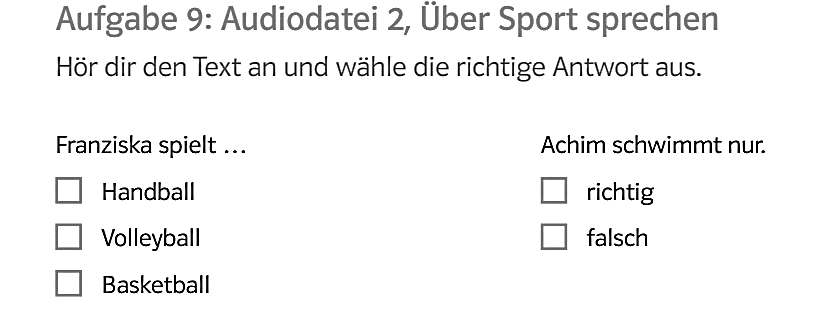 Aufgabe 9: Audiodatei 2, Über Sport sprechen
Hör dir den Text an und wähle die richtige Antwort aus.
Franziska spielt ...
Handball
Volleyball
Basketball
Achim schwimmt nur.
richtig
falsch